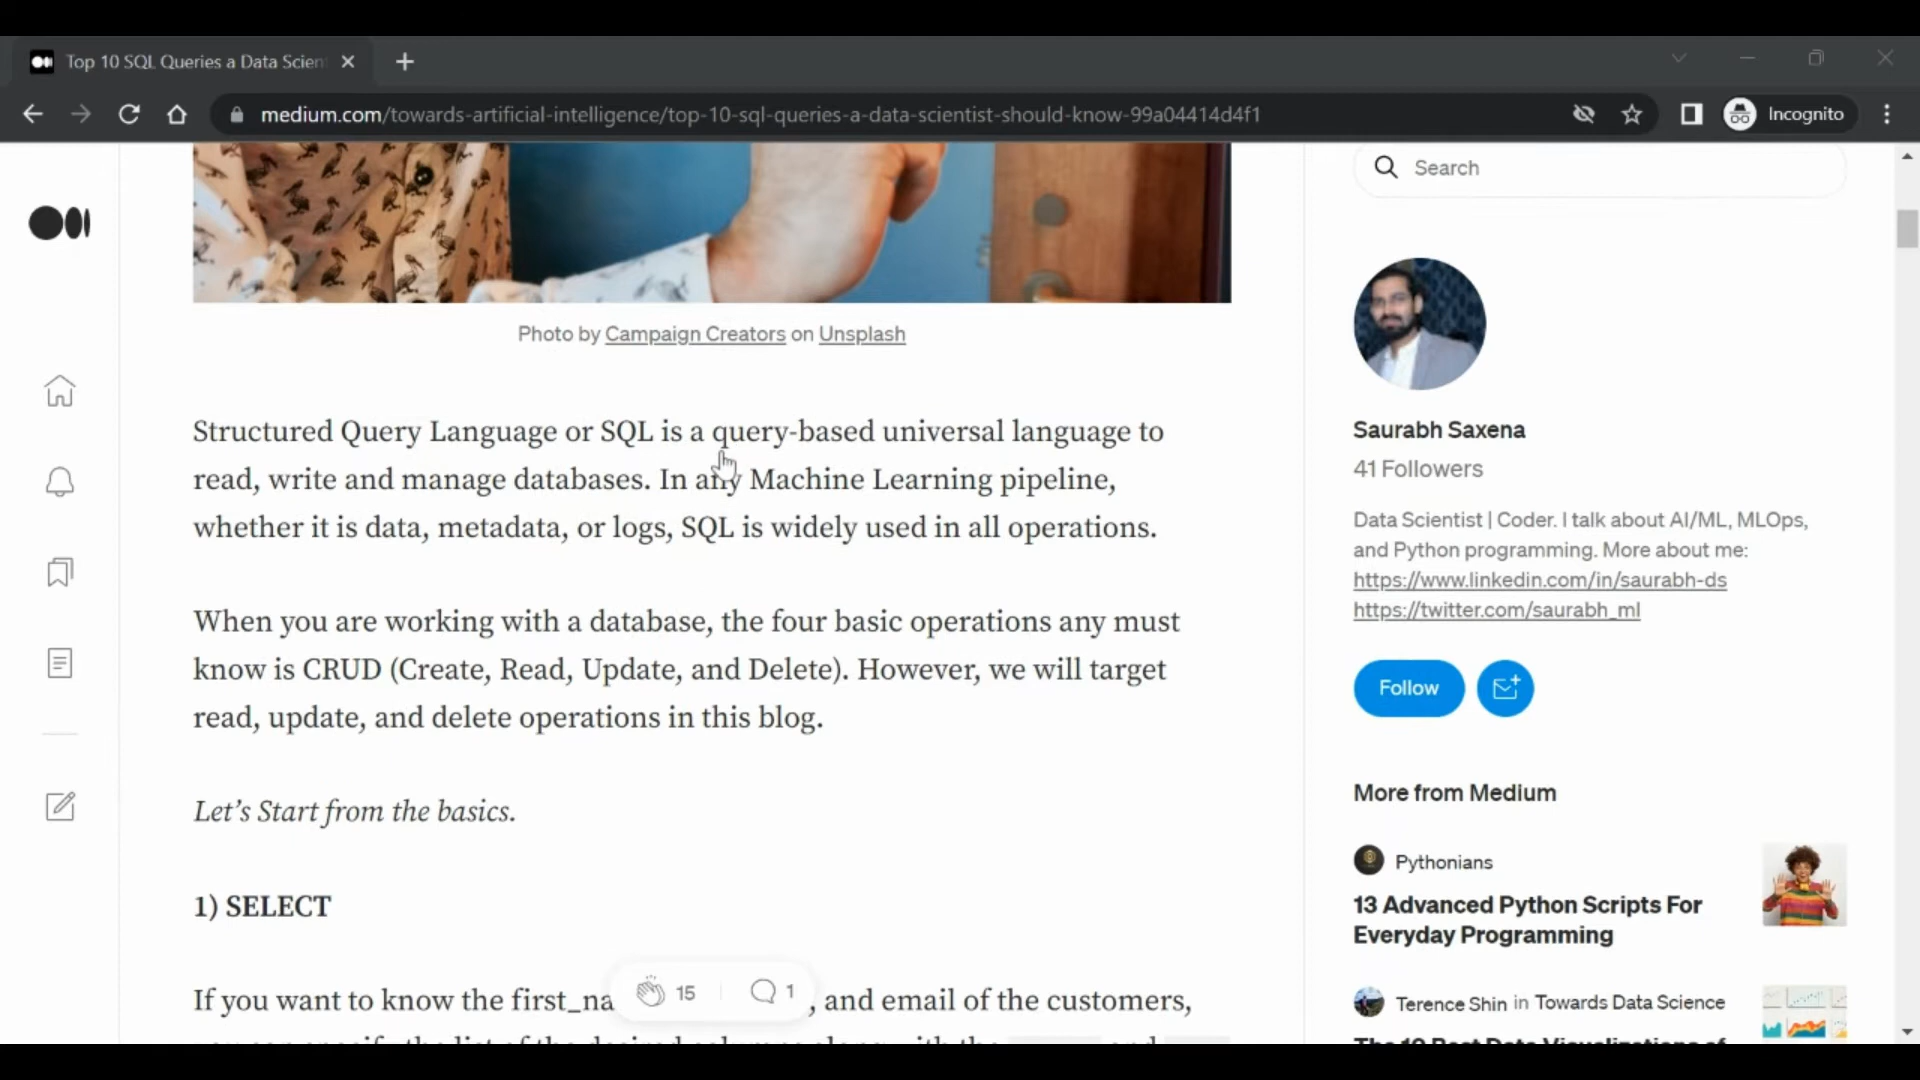 Top 10 SQL Queries a Data Scien
medium.com/towards-artificial-intelligence/top-10-sql-queries-a-data-scientist-should-know-99a04414d4f1
Incognito
Search
Photo by Campaign Creators on Unsplash
Structured Query Language or SQL is a query-based universal language to
read, write and manage databases. In any Machine Learning pipeline,
whether it is data, metadata, or logs, SQL is widely used in all operations.
When you are working with a database, the four basic operations any must
know is CRUD (Create, Read, Update, and Delete). However, we will target
read, update, and delete operations in this blog.
Let's Start from the basics.
1) SELECT
If you want to know the first_na , and email of the customers,
15
1
Saurabh Saxena
41 Followers
Data Scientist | Coder. I talk about AI/ML, MLOps,
and Python programming. More about me:
https://www.linkedin.com/in/saurabh-ds
https://twitter.com/saurabh_ml
Follow
More from Medium
Pythonians
13 Advanced Python Scripts For
Everyday Programming
Terence Shin in Towards Data Science